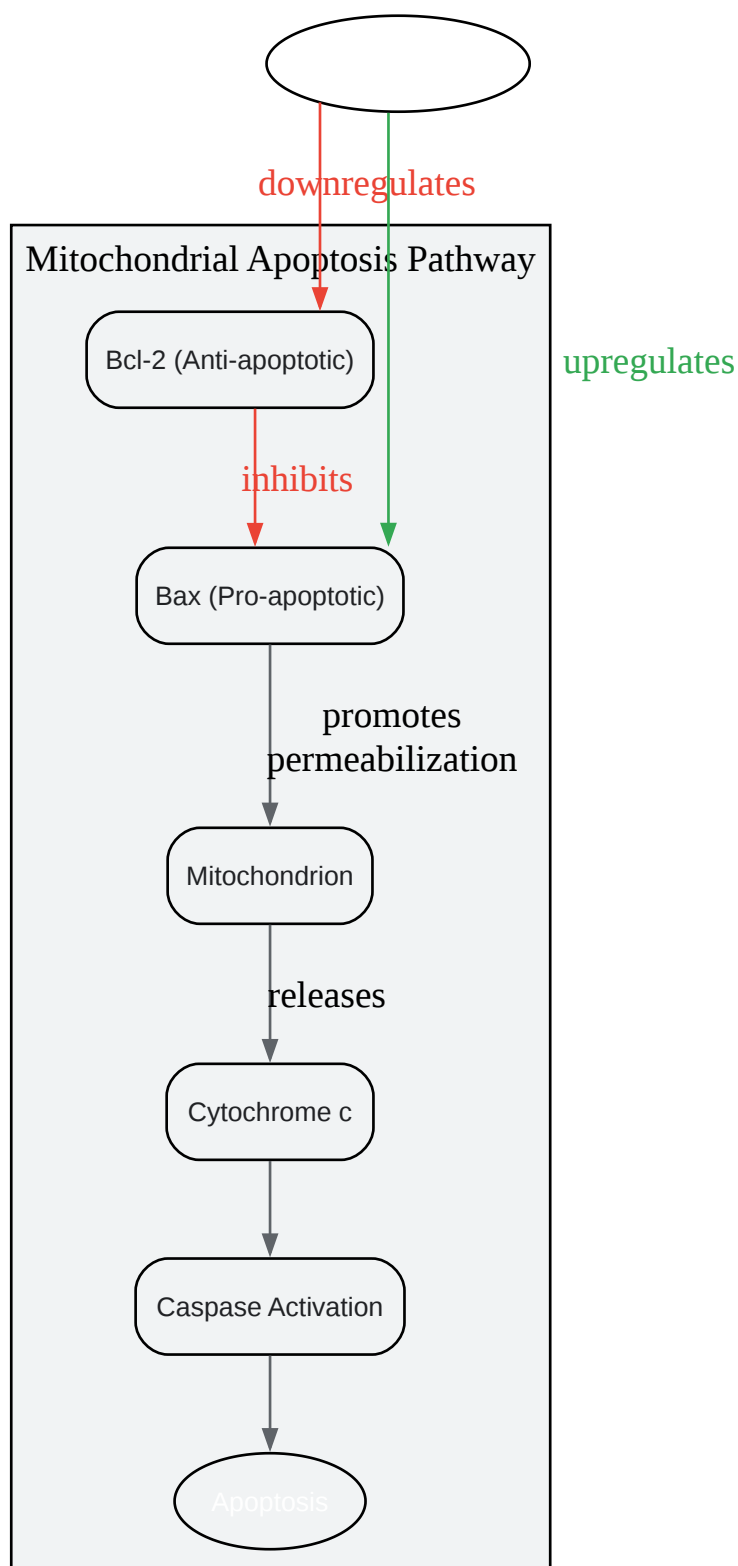 downregulates
Mitochondrial Apoptosis Pathway
Bcl-2 (Anti-apoptotic)
upregulates
inhibits
Bax (Pro-apoptotic)
promotes
permeabilization
Mitochondrion
releases
Cytochrome c
Caspase Activation
Apoptosis